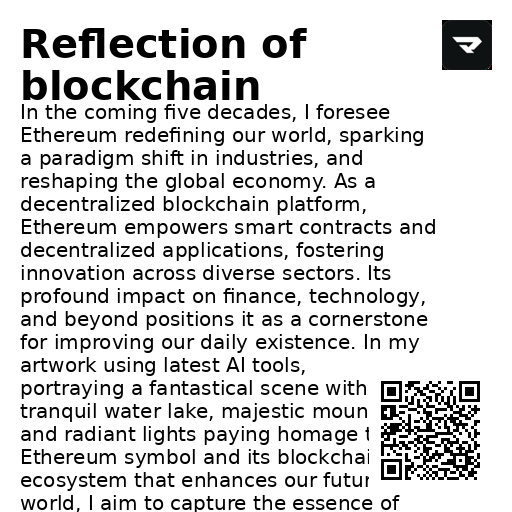 Reflection of
blockchain
In the coming five decades, I foresee
Ethereum redefining our world, sparking
a paradigm shift in industries, and
reshaping the global economy. As a
decentralized blockchain platform,
Ethereum empowers smart contracts and
decentralized applications, fostering
innovation across diverse sectors. Its
profound impact on finance, technology,
and beyond positions it as a cornerstone
for improving our daily existence. In my
artwork using latest AI tools,
portraying a fantastical scene with
tranquil water lake, majestic moun
and radiant lights paying homage t
Ethereum symbol and its blockchai
ecosystem that enhances our futur
world, I aim to capture the essence of